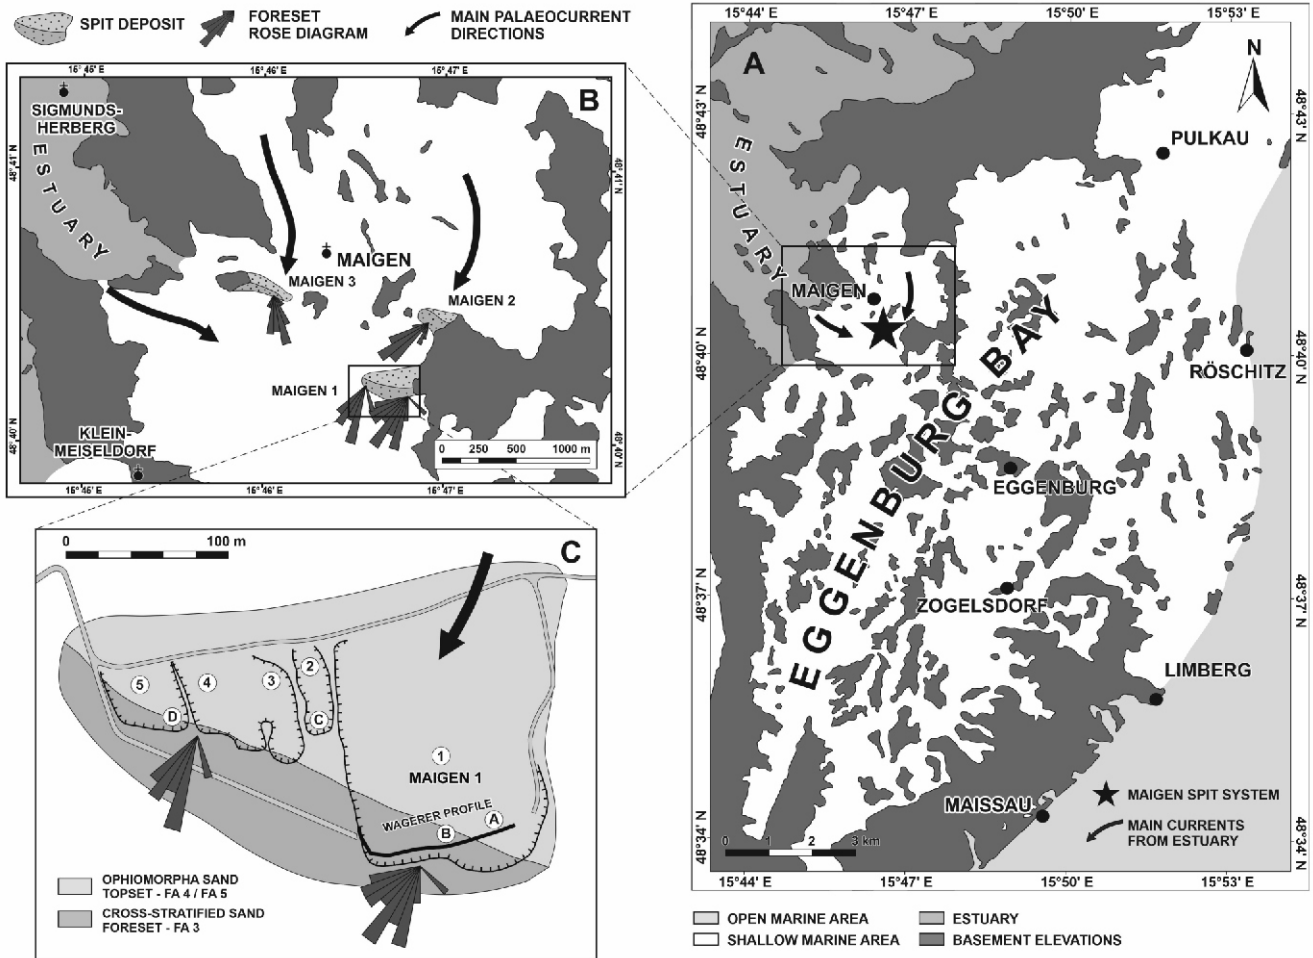 SPIT DEPOSIT
FORESET
ROSE DIAGRAM
MAIN PALAEOCURRENT
DIRECTIONS
B
15°45' E
15°46' E
15°47' E
48°41' N
48°41' N
SIGMUNDS-
HERBERG
ESTUARY
MAIGEN
MAIGEN 3
MAIGEN 2
MAIGEN 1
KLEIN-
MEISELDORF
48°40' N
48°40' N
0 250 500 1000 m
15°45' E
15°46' E
15°47' E
A
15°44' E
15°47' E
15°50' E
15°53' E
N
48°43' N
48°43' N
ESTUARY
PULKAU
MAIGEN
48°40' N
48°40' N
RÖSCHITZ
EGGENBURG BAY
EGGENBURG
48°37' N
48°37' N
ZOGELSDORF
LIMBERG
MAISSAU
MAIGEN SPIT SYSTEM
MAIN CURRENTS
FROM ESTUARY
48°34' N
48°34' N
0 1 2 3 km
15°44' E
15°47' E
15°50' E
15°53' E
OPEN MARINE AREA
ESTUARY
SHALLOW MARINE AREA
BASEMENT ELEVATIONS
C
0 100 m
5
4
3
2
D
C
1
MAIGEN 1
WAGERER PROFILE
B
A
OPHIOMORPHA SAND
TOPSET - FA 4 / FA 5
CROSS-STRATIFIED SAND
FORESET - FA 3